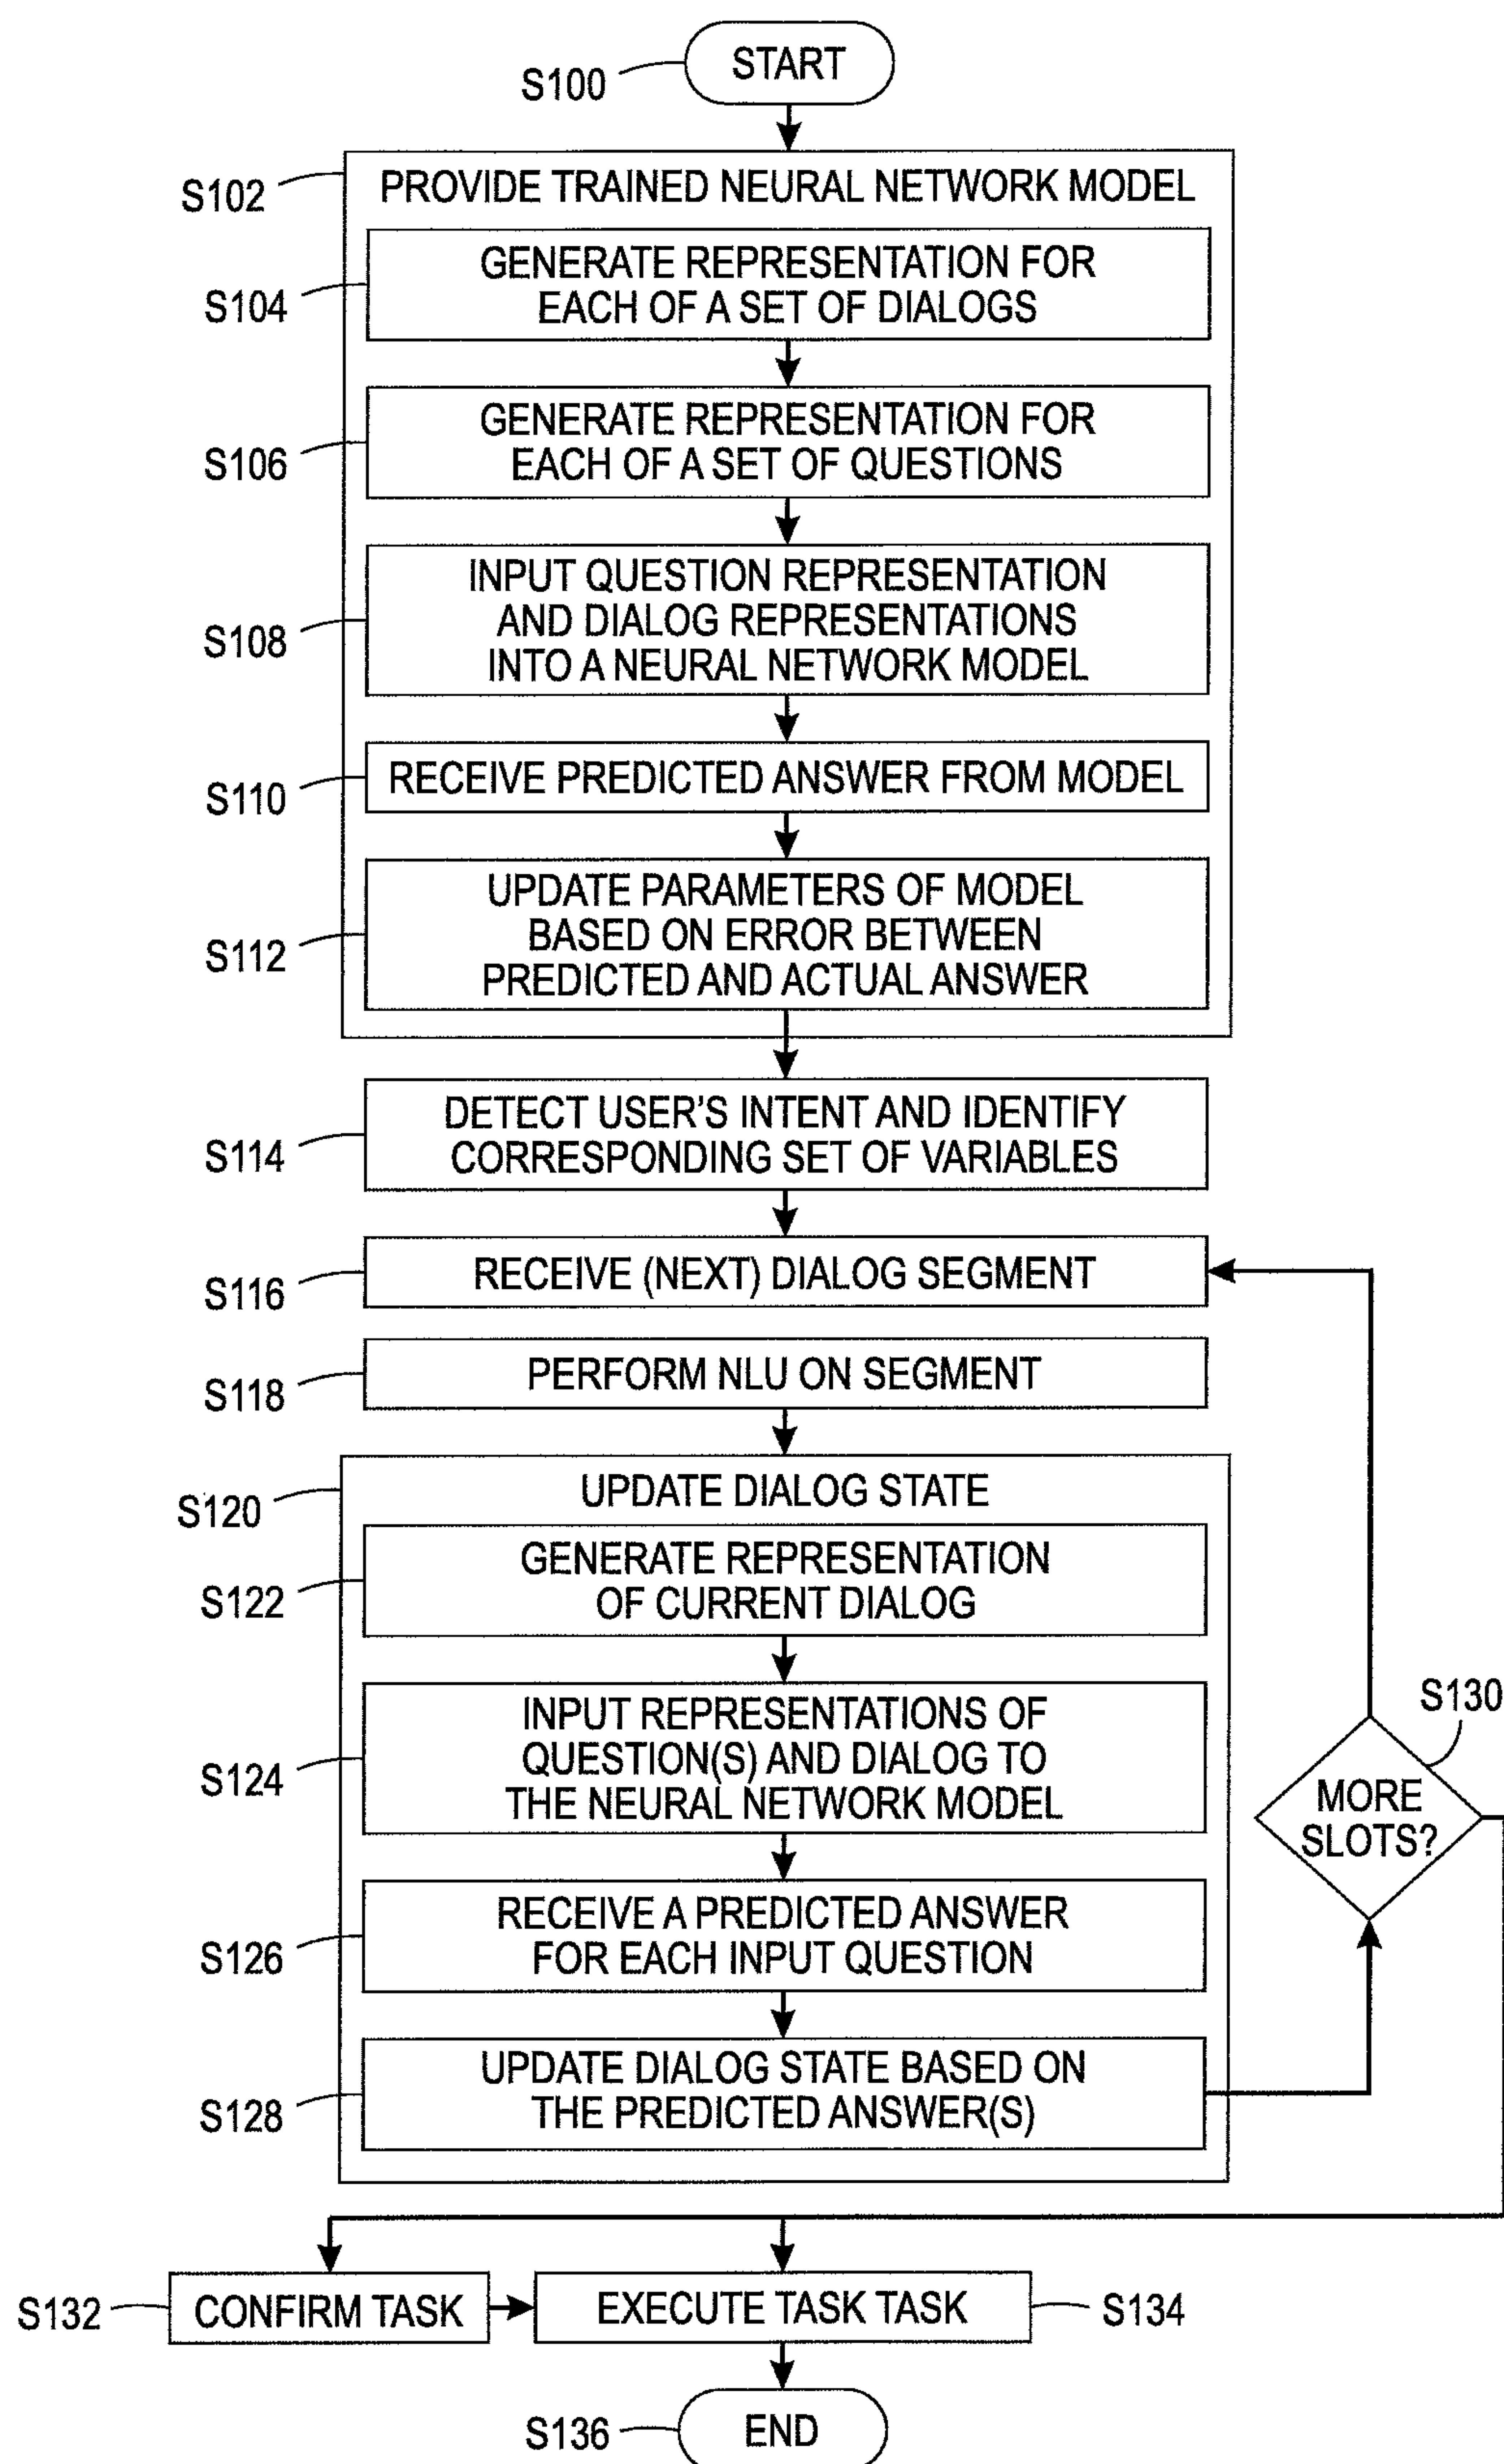 START
S100
S102
PROVIDE TRAINED NEURAL NETWORK MODEL
GENERATE REPRESENTATION FOR
EACH OF A SET OF DIALOGS
S104
GENERATE REPRESENTATION FOR
EACH OF A SET OF QUESTIONS
S106
INPUT QUESTION REPRESENTATION
AND DIALOG REPRESENTATIONS
INTO A NEURAL NETWORK MODEL
S108
RECEIVE PREDICTED ANSWER FROM MODEL
S110
UPDATE PARAMETERS OF MODEL
BASED ON ERROR BETWEEN
PREDICTED AND ACTUAL ANSWER
S112
DETECT USER'S INTENT AND IDENTIFY
CORRESPONDING SET OF VARIABLES
S114
RECEIVE (NEXT) DIALOG SEGMENT
S116
PERFORM NLU ON SEGMENT
S118
UPDATE DIALOG STATE
S120
GENERATE REPRESENTATION
OF CURRENT DIALOG
S122
INPUT REPRESENTATIONS OF
QUESTION(S) AND DIALOG TO
THE NEURAL NETWORK MODEL
S124
S130
MORE
SLOTS?
RECEIVE A PREDICTED ANSWER
FOR EACH INPUT QUESTION
S126
UPDATE DIALOG STATE BASED ON
THE PREDICTED ANSWER(S)
S128
S132
CONFIRM TASK
EXECUTE TASK TASK
S134
S136
END